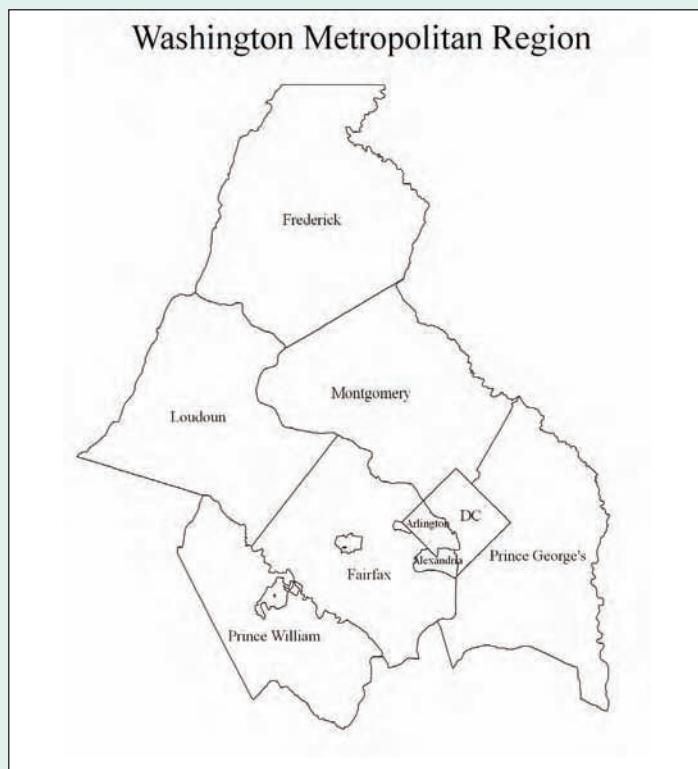 Washington Metropolitan Region
Frederick
Montgomery
Loudoun
Arlington
DC
Alexandria
Prince George's
Fairfax
Prince William